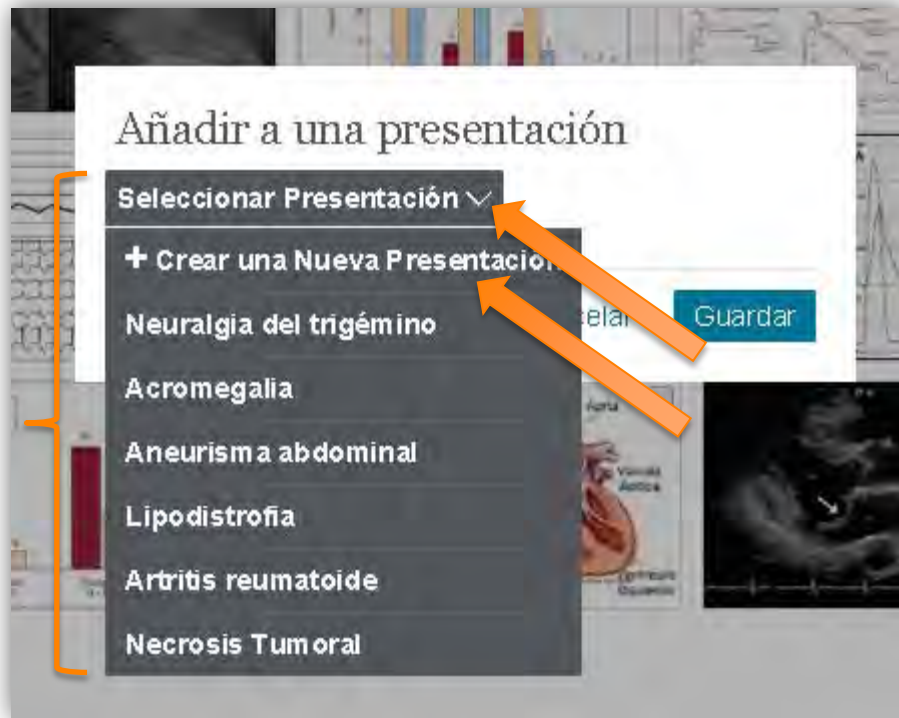 Añadir a una presentación
Seleccionar Presentación
+ Crear una Nueva Presentación
Neuralgia del trigémino
Guardar
Acromegalia
Aneurisma abdominal
Lipodistrofia
Artritis reumatoide
Necrosis Tumoral